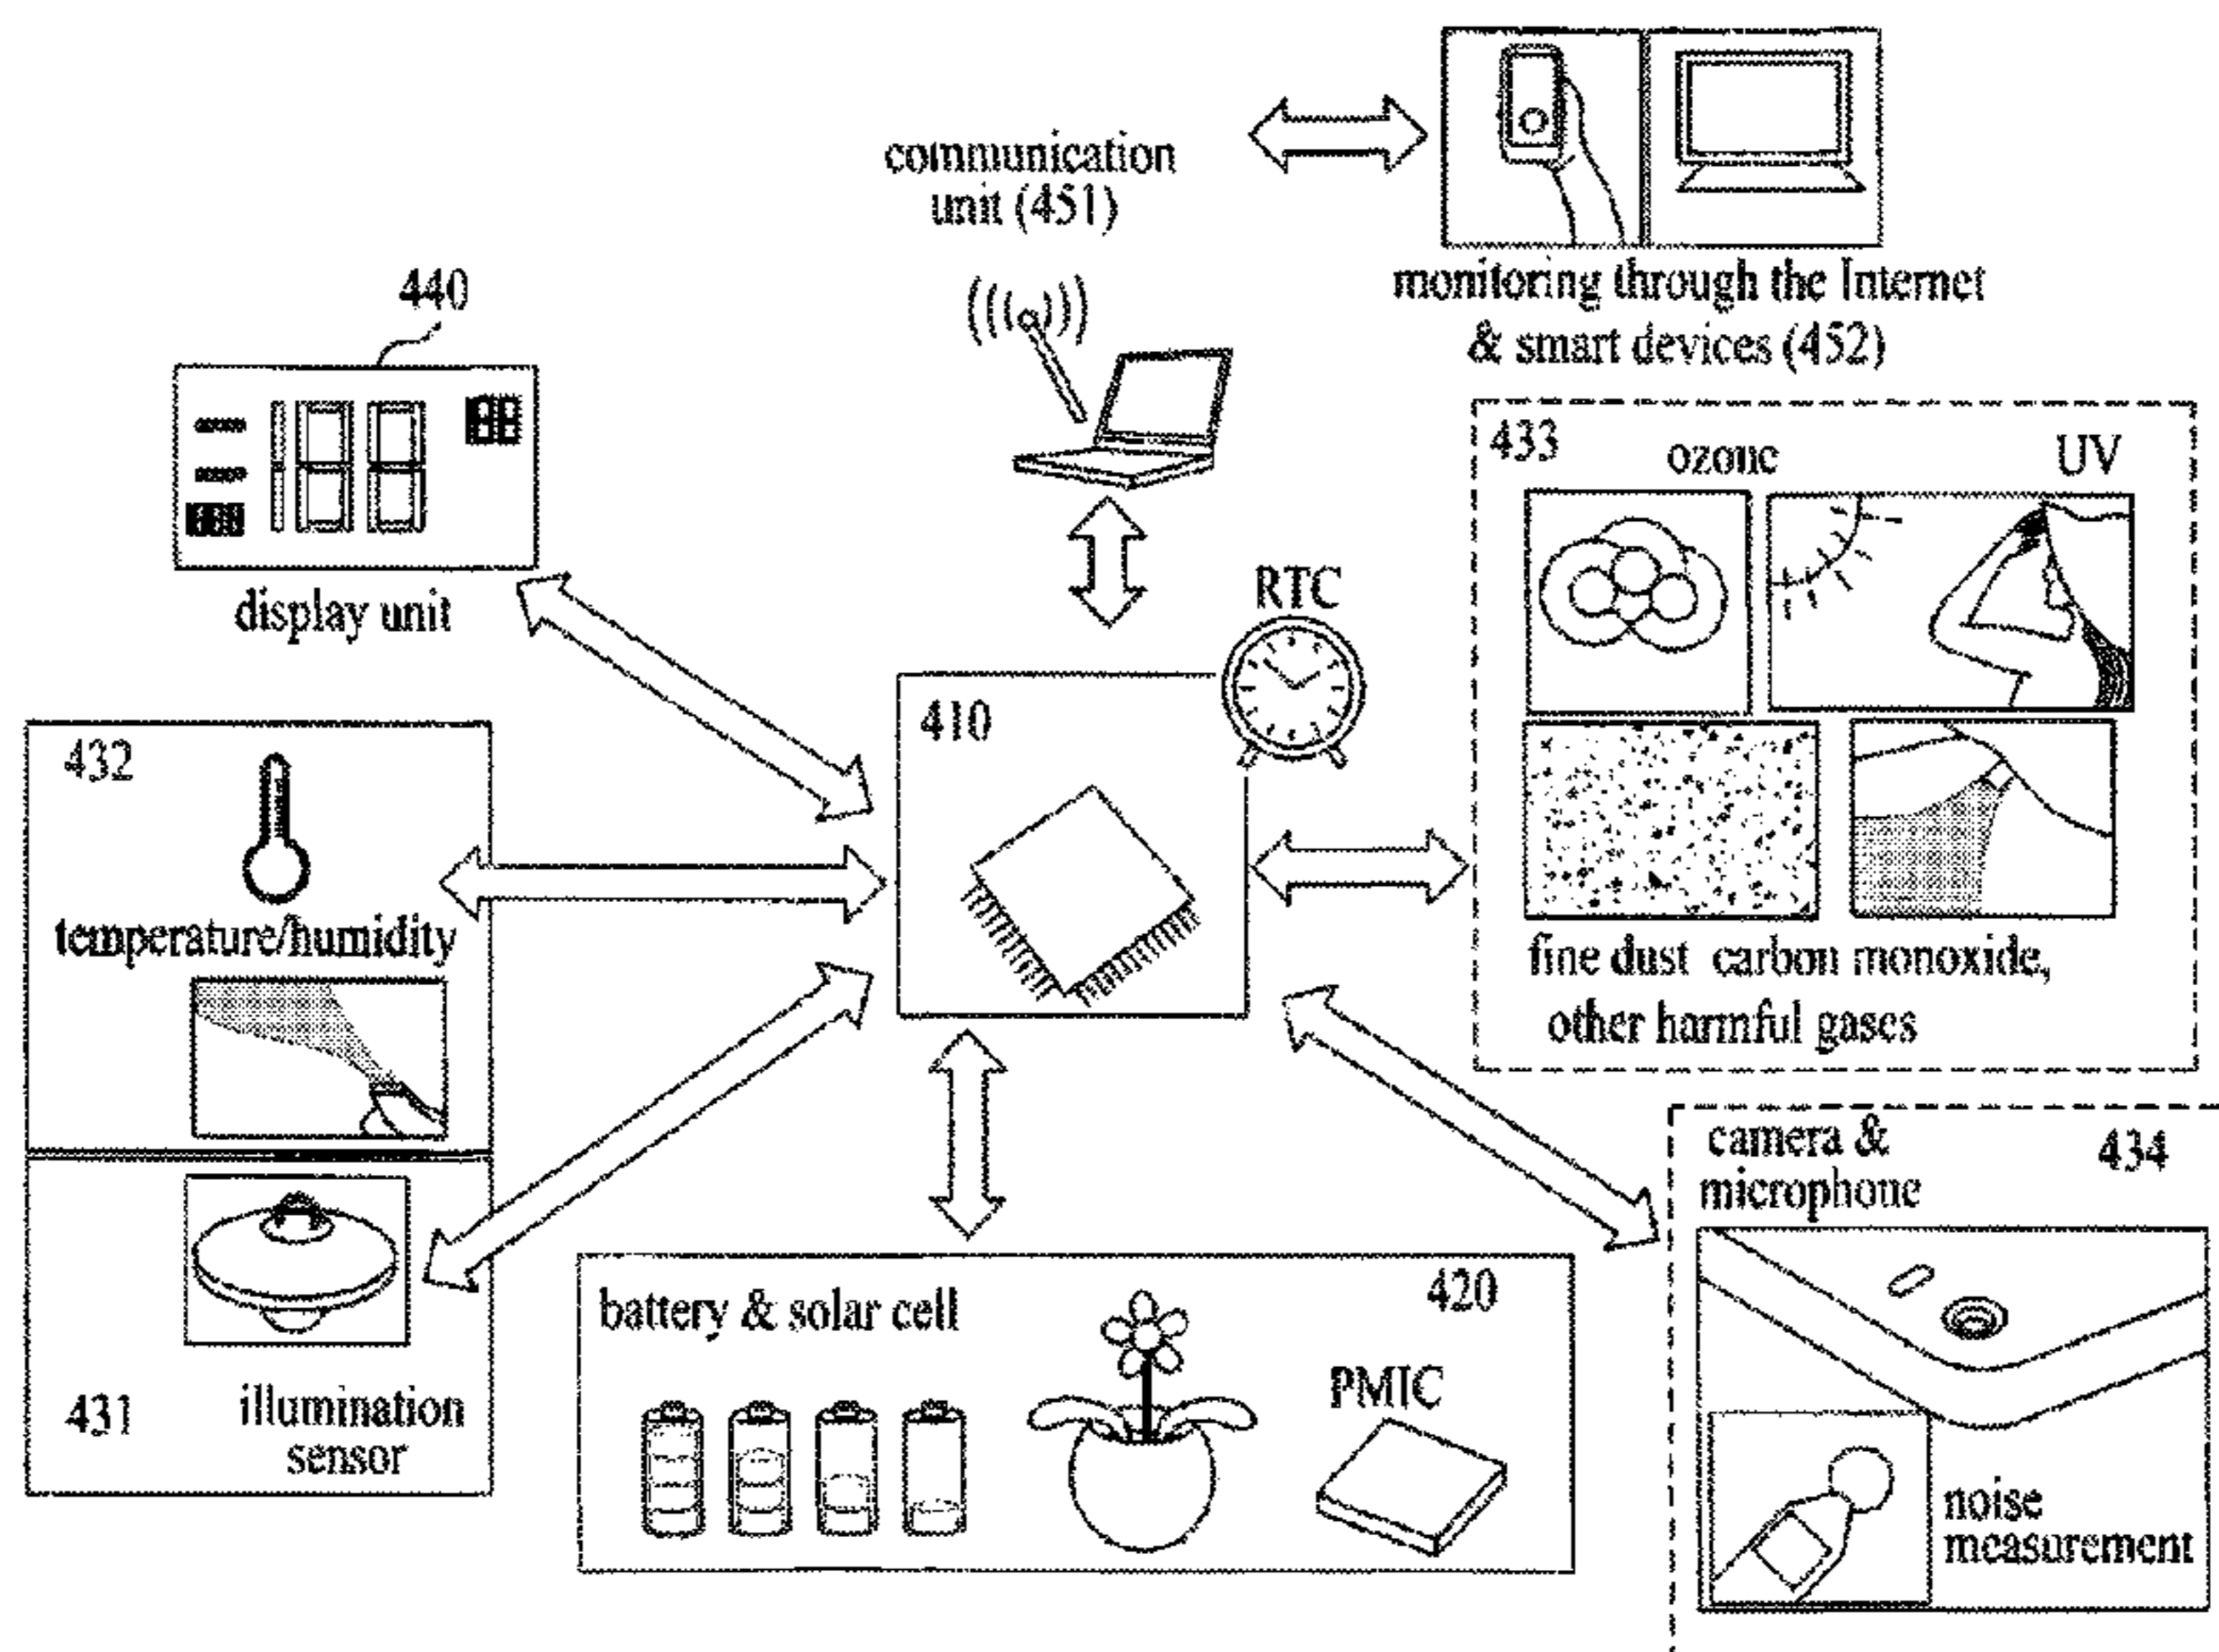 communication
unit (451)
monitoring through the Internet
& smart devices (452)
440
display unit
433
ozone
UV
RTC
410
432
temperature/humidity
fine dust carbon monoxide,
other harmful gases
camera &
microphone
434
431
illumination
sensor
battery & solar cell
420
PMIC
noise
measurement